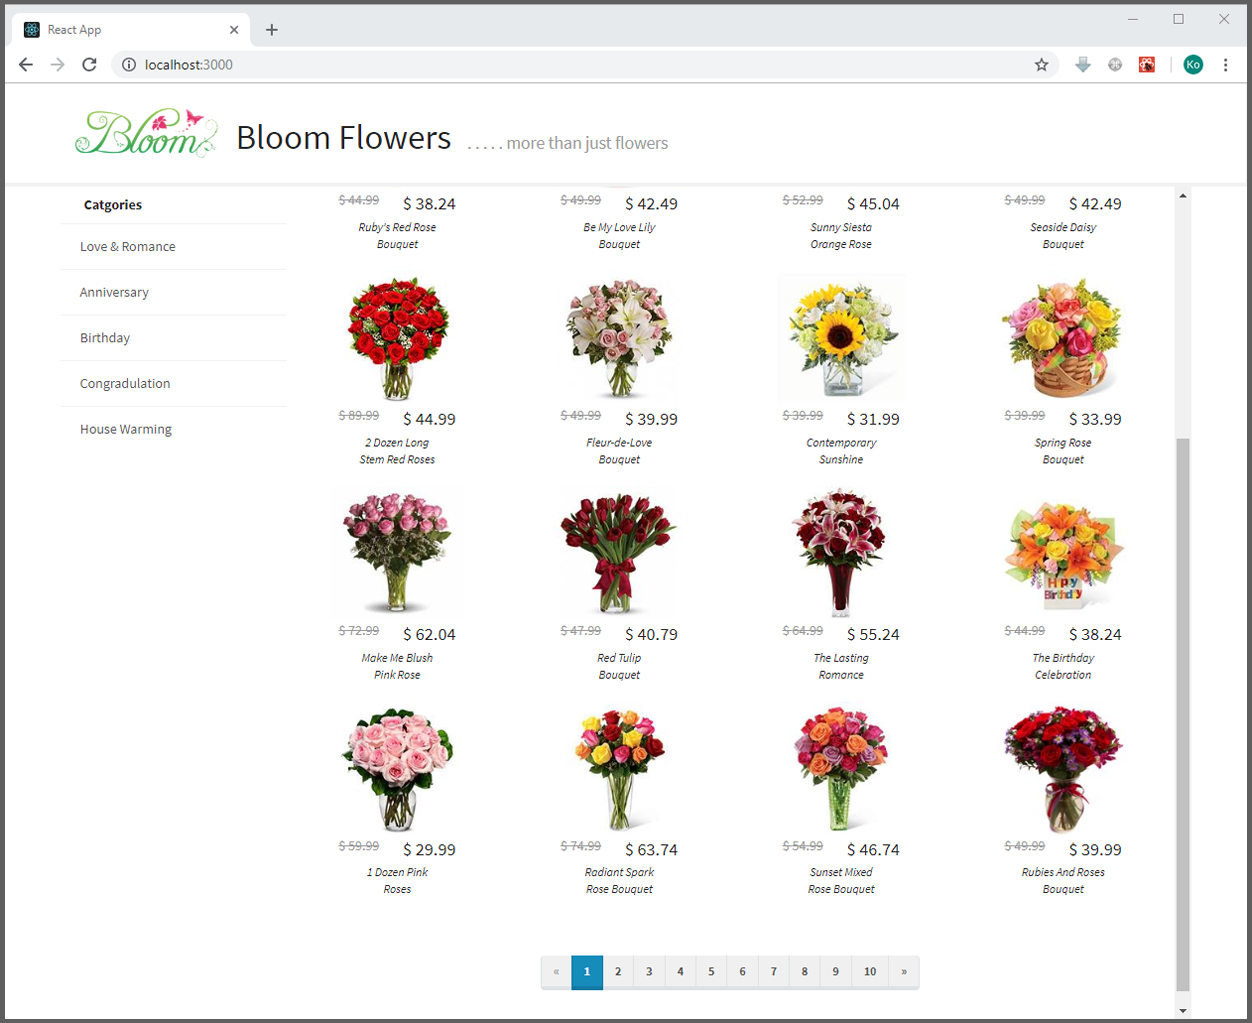 React App
localhost:3000
Ko
Bloom
Bloom Flowers ..... more than just flowers
Catgories
Love & Romance
Anniversary
Birthday
Congradulation
House Warming
$ 44.99 $ 38.24
Ruby's Red Rose
Bouquet
$ 49.99 $ 42.49
Be My Love Lily
Bouquet
$ 52.99 $ 45.04
Sunny Siesta
Orange Rose
$ 49.99 $ 42.49
Seaside Daisy
Bouquet
$ 89.99 $ 44.99
2 Dozen Long
Stem Red Roses
$ 49.99 $ 39.99
Fleur-de-Love
Bouquet
$ 39.99 $ 31.99
Contemporary
Sunshine
Happy
Birthday
$ 39.99 $ 33.99
Spring Rose
Bouquet
$ 72.99 $ 62.04
Make Me Blush
Pink Rose
$ 47.99 $ 40.79
Red Tulip
Bouquet
$ 64.99 $ 55.24
The Lasting
Romance
$ 44.99 $ 38.24
The Birthday
Celebration
$ 59.99 $ 29.99
1 Dozen Pink
Roses
$ 74.99 $ 63.74
Radiant Spark
Rose Bouquet
$ 54.99 $ 46.74
Sunset Mixed
Rose Bouquet
$ 49.99 $ 39.99
Rubies And Roses
Bouquet
« 1 2 3 4 5 6 7 8 9 10 »